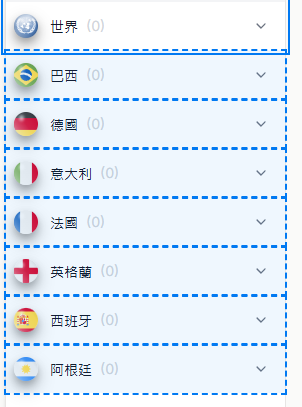 世界 (0)
巴西 (0)
德國 (0)
意大利 (0)
法國 (0)
英格蘭 (0)
西班牙 (0)
阿根廷 (0)